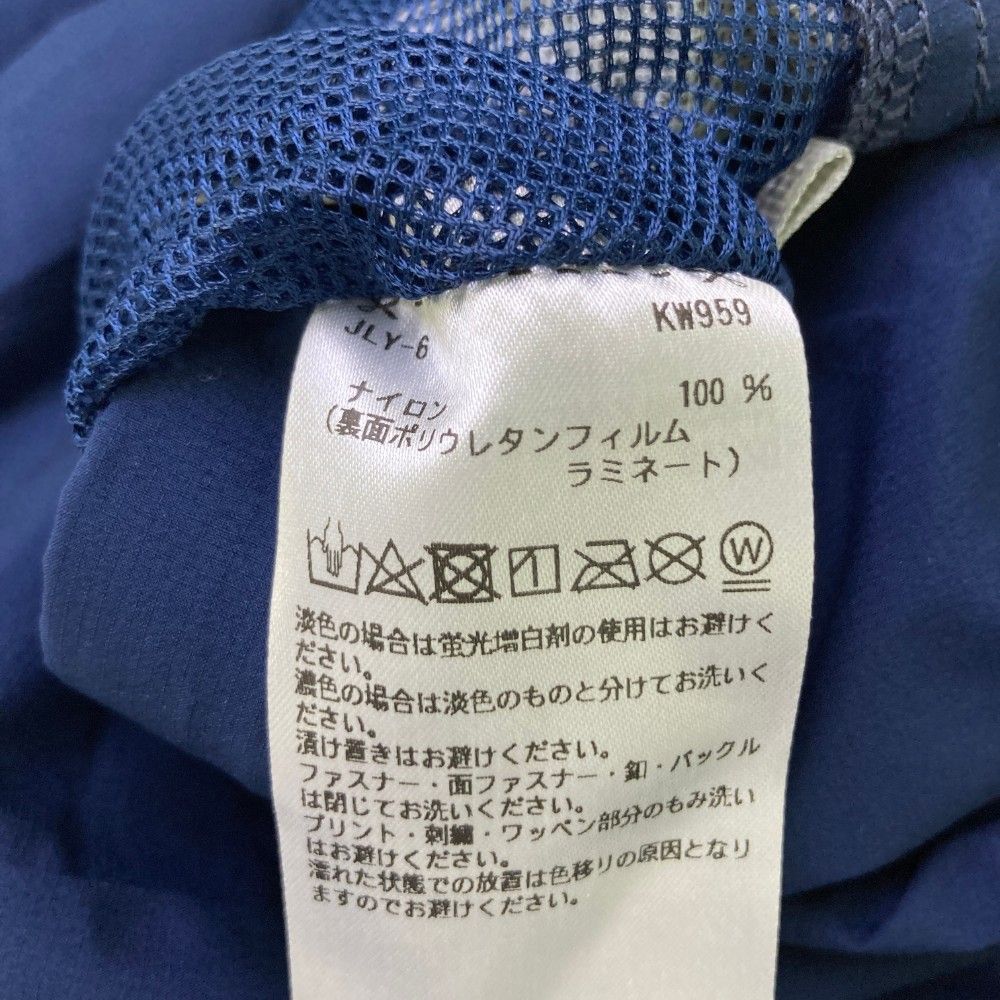 JLY-6 KW959
ナイロン 100 %
(裏面ポリウレタンフィルム
ラミネート)
W
淡色の場合は蛍光増白剤の使用はお避けく
ださい。
濃色の場合は淡色のものと分けてお洗いく
ださい。
漬け置きはお避けください。
ファスナー・面ファスナー・釦・バックル
は閉じてお洗いください。
プリント・刺繍・ワッペン部分のもみ洗い
はお避けください。
濡れた状態での放置は色移りの原因となり
ますのでお避けください。